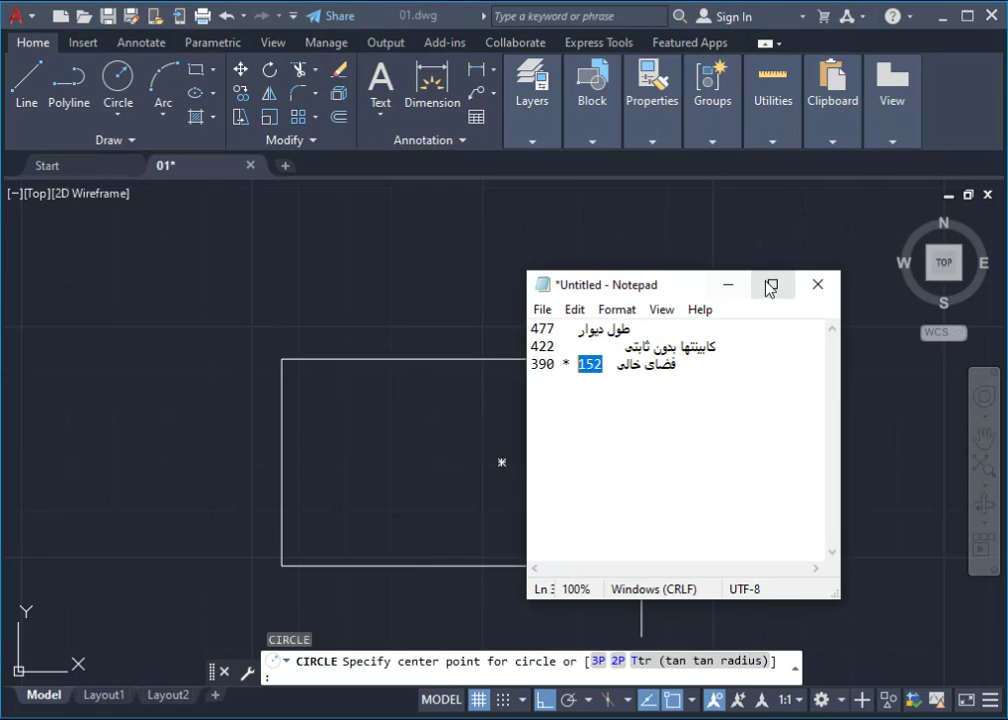 Share
01.dwg
Type a keyword or phrase
Sign In
Home
Insert
Annotate
Parametric
View
Manage
Output
Add-ins
Collaborate
Express Tools
Featured Apps
Line
Polyline
Circle
Arc
Text
Dimension
Layers
Block
Properties
Groups
Utilities
Clipboard
View
Draw
Modify
Annotation
Start
01*
[−][Top][2D Wireframe]
N
W
TOP
E
S
WCS
*Untitled - Notepad
File
Edit
Format
View
Help
477 طول دیوار
422 کابینتها بدون ثابتی
390 * 152 فضای خالی
Ln 3
100%
Windows (CRLF)
UTF-8
Y
X
CIRCLE
CIRCLE Specify center point for circle or [3P 2P Ttr (tan tan radius)]
:
Model
Layout1
Layout2
MODEL
1:1